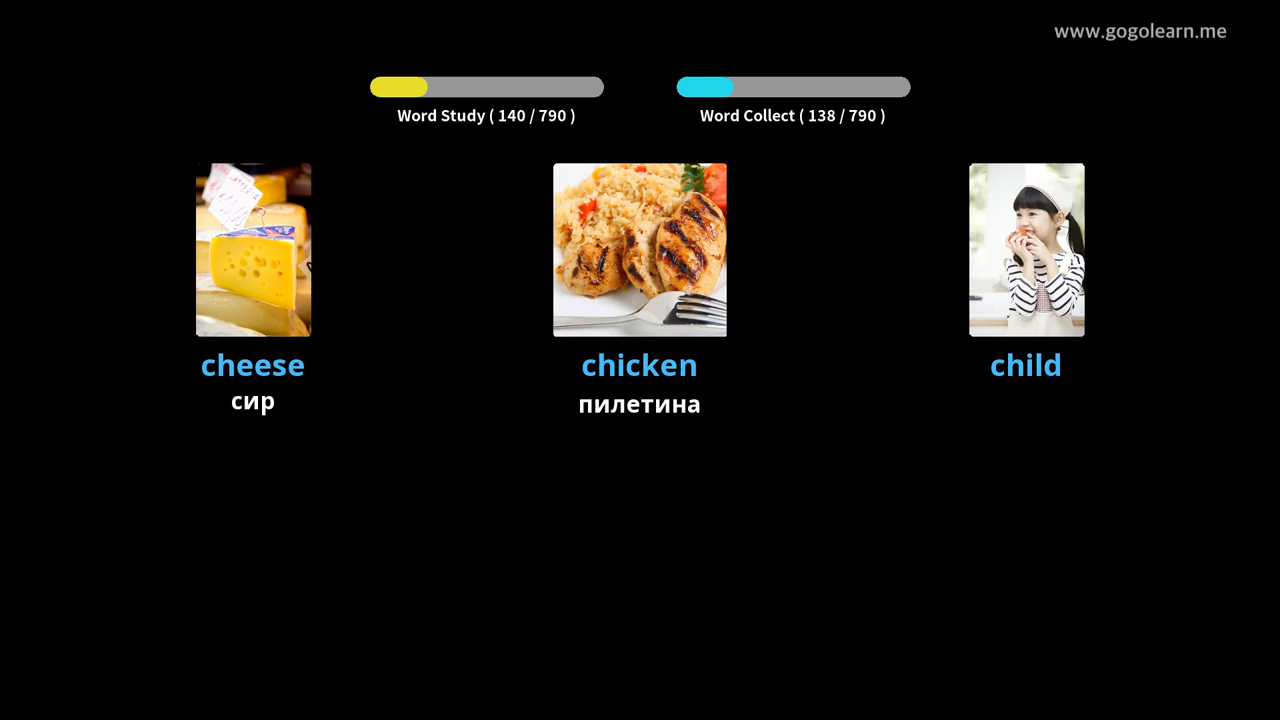 www.gogolearn.me
Word Study ( 140 / 790 )
Word Collect ( 138 / 790 )
cheese
chicken
child
сир
пилетина